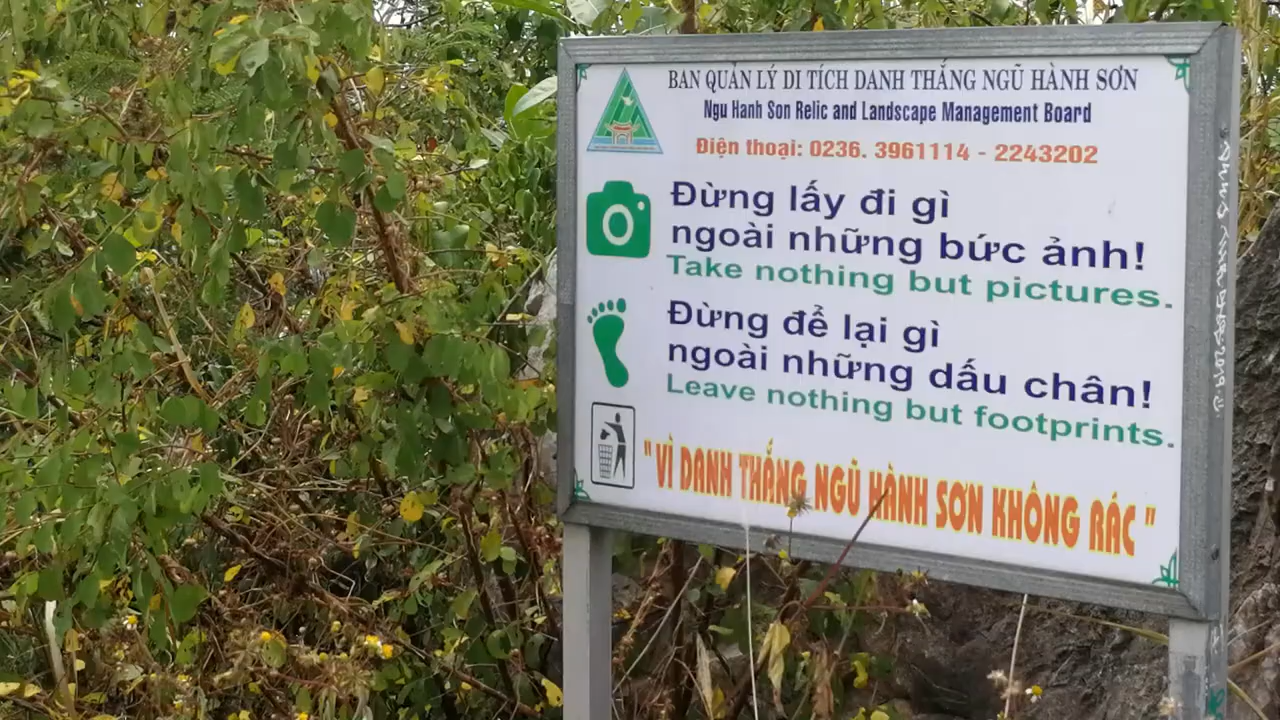 BAN QUẢN LÝ DI TÍCH DANH THẮNG NGŨ HÀNH SƠN
Ngu Hanh Son Relic and Landscape Management Board
Điện thoại: 0236. 3961114 - 2243202
Đừng lấy đi gì
ngoài những bức ảnh!
Take nothing but pictures.
Đừng để lại gì
ngoài những dấu chân!
Leave nothing but footprints.
"VÌ DANH THẮNG NGŨ HÀNH SƠN KHÔNG RÁC"